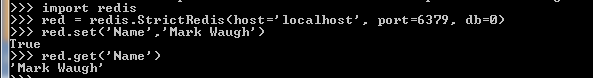 >>> import redis
>>> red = redis.StrictRedis(host='localhost', port=6379, db=0)
>>> red.set('Name','Mark Waugh')
True
>>> red.get('Name')
'Mark Waugh'
>>>